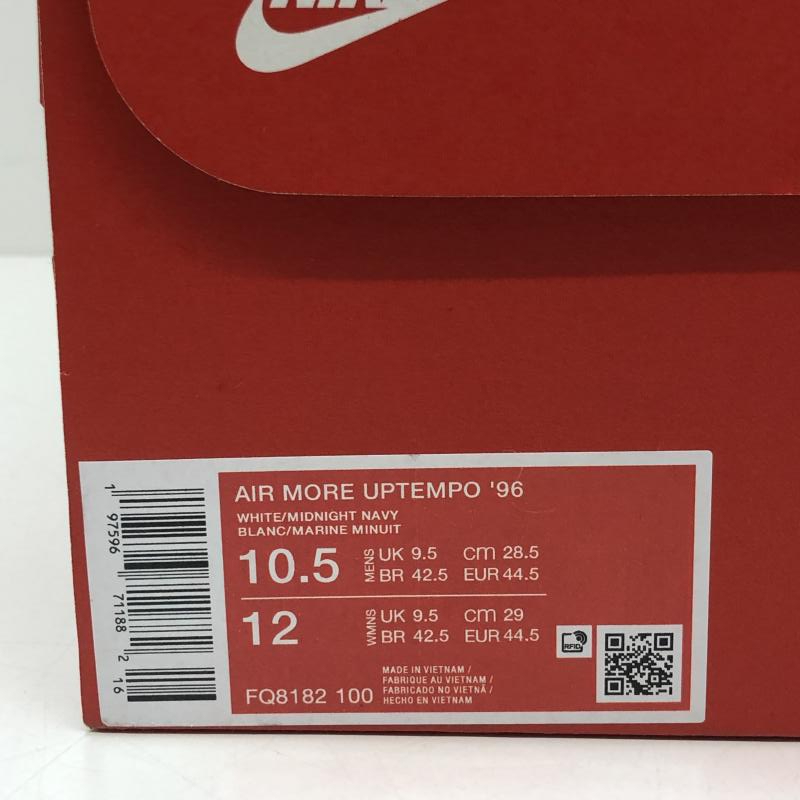 NIKE
AIR MORE UPTEMPO '96
WHITE/MIDNIGHT NAVY
BLANC/MARINE MINUIT
10.5 MENS UK 9.5 cm 28.5
BR 42.5 EUR 44.5
12 WMNS UK 9.5 cm 29
BR 42.5 EUR 44.5
RFID
MADE IN VIETNAM /
FABRIQUE AU VIETNAM /
FABRICADO NO VIETNÃ /
HECHO EN VIETNAM
FQ8182 100
1 97596 71188 2 16